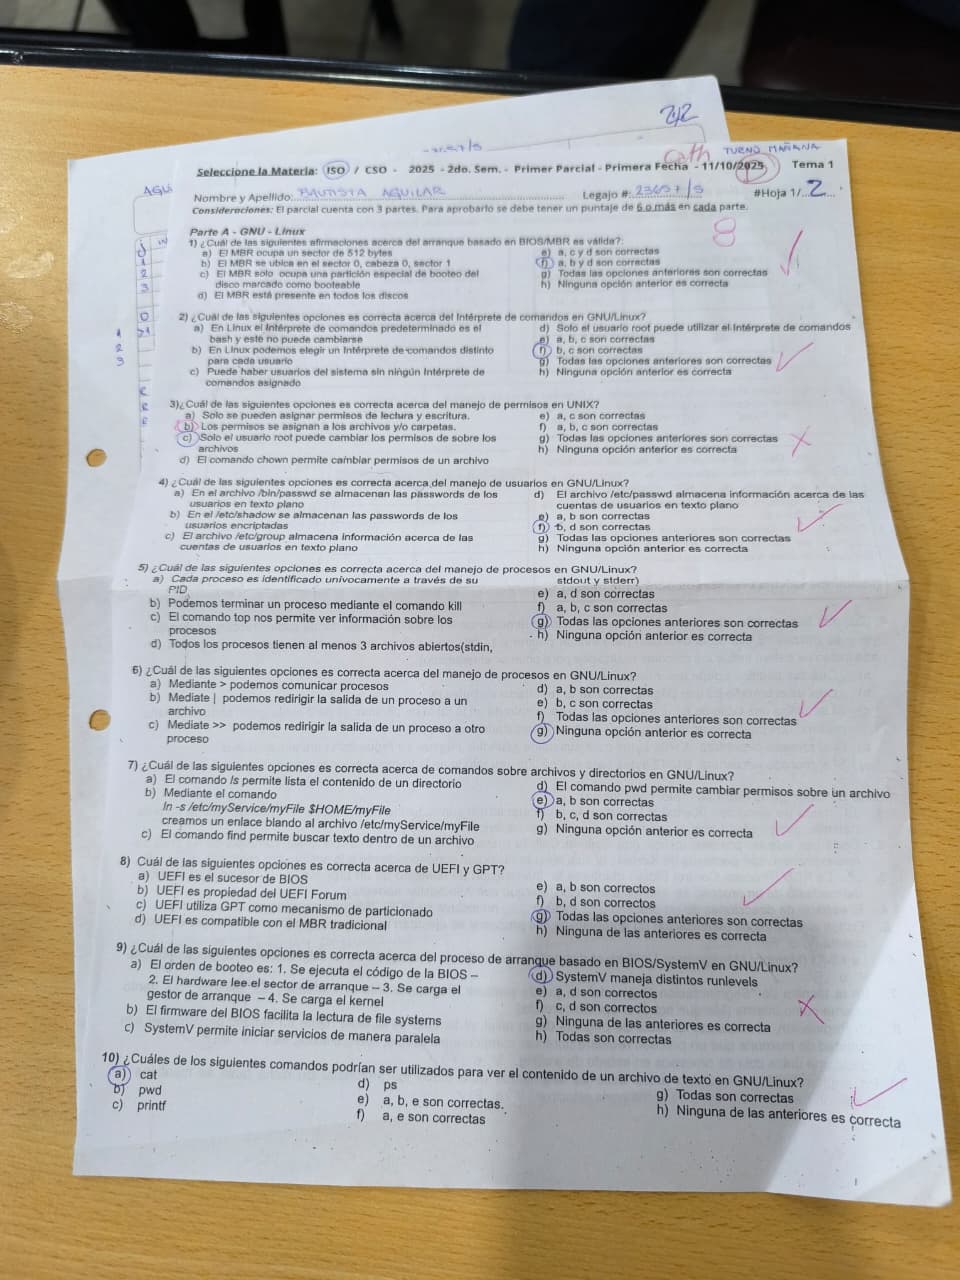 242
TURNO MAÑANA
Seleccione la Materia: ISO / CSO - 2025 - 2do. Sem. - Primer Parcial - Primera Fecha - 11/10/2025 Tema 1
AQUI
Nombre y Apellido: BAUTISTA AGUILAR Legajo #: 23657/5 #Hoja 1/ 2
Consideraciones: El parcial cuenta con 3 partes. Para aprobarlo se debe tener un puntaje de 6 o más en cada parte.
8
Parte A - GNU - Linux
1) ¿Cuál de las siguientes afirmaciones acerca del arranque basado en BIOS/MBR es válida?:
a) El MBR ocupa un sector de 512 bytes
b) El MBR se ubica en el sector 0, cabeza 0, sector 1
c) El MBR solo ocupa una partición especial de booteo del
disco marcado como booteable
d) El MBR está presente en todos los discos
e) a, c y d son correctas
f) a, b y d son correctas
g) Todas las opciones anteriores son correctas
h) Ninguna opción anterior es correcta
2) ¿Cuál de las siguientes opciones es correcta acerca del Intérprete de comandos en GNU/Linux?
a) En Linux el Intérprete de comandos predeterminado es el
bash y esté no puede cambiarse
b) En Linux podemos elegir un Intérprete de comandos distinto
para cada usuario
c) Puede haber usuarios del sistema sin ningún Intérprete de
comandos asignado
d) Solo el usuario root puede utilizar el Intérprete de comandos
e) a, b, c son correctas
f) b, c son correctas
g) Todas las opciones anteriores son correctas
h) Ninguna opción anterior es correcta
3) ¿Cuál de las siguientes opciones es correcta acerca del manejo de permisos en UNIX?
a) Solo se pueden asignar permisos de lectura y escritura.
b) Los permisos se asignan a los archivos y/o carpetas.
c) Solo el usuario root puede cambiar los permisos de sobre los
archivos
d) El comando chown permite cambiar permisos de un archivo
e) a, c son correctas
f) a, b, c son correctas
g) Todas las opciones anteriores son correctas
h) Ninguna opción anterior es correcta
4) ¿Cuál de las siguientes opciones es correcta acerca del manejo de usuarios en GNU/Linux?
a) En el archivo /bin/passwd se almacenan las passwords de los
usuarios en texto plano
b) En el /etc/shadow se almacenan las passwords de los
usuarios encriptadas
c) El archivo /etc/group almacena información acerca de las
cuentas de usuarios en texto plano
d) El archivo /etc/passwd almacena información acerca de las
cuentas de usuarios en texto plano
e) a, b son correctas
f) b, d son correctas
g) Todas las opciones anteriores son correctas
h) Ninguna opción anterior es correcta
5) ¿Cuál de las siguientes opciones es correcta acerca del manejo de procesos en GNU/Linux?
a) Cada proceso es identificado unívocamente a través de su
PID
b) Podemos terminar un proceso mediante el comando kill
c) El comando top nos permite ver información sobre los
procesos
d) Todos los procesos tienen al menos 3 archivos abiertos(stdin,
stdout y stderr)
e) a, d son correctas
f) a, b, c son correctas
g) Todas las opciones anteriores son correctas
h) Ninguna opción anterior es correcta
6) ¿Cuál de las siguientes opciones es correcta acerca del manejo de procesos en GNU/Linux?
a) Mediante > podemos comunicar procesos
b) Mediate | podemos redirigir la salida de un proceso a un
archivo
c) Mediate >> podemos redirigir la salida de un proceso a otro
proceso
d) a, b son correctas
e) b, c son correctas
f) Todas las opciones anteriores son correctas
g) Ninguna opción anterior es correcta
7) ¿Cuál de las siguientes opciones es correcta acerca de comandos sobre archivos y directorios en GNU/Linux?
a) El comando ls permite lista el contenido de un directorio
b) Mediante el comando
ln -s /etc/myService/myFile $HOME/myFile
creamos un enlace blando al archivo /etc/myService/myFile
c) El comando find permite buscar texto dentro de un archivo
d) El comando pwd permite cambiar permisos sobre un archivo
e) a, b son correctas
f) b, c, d son correctas
g) Ninguna opción anterior es correcta
8) Cuál de las siguientes opciones es correcta acerca de UEFI y GPT?
a) UEFI es el sucesor de BIOS
b) UEFI es propiedad del UEFI Forum
c) UEFI utiliza GPT como mecanismo de particionado
d) UEFI es compatible con el MBR tradicional
e) a, b son correctos
f) b, d son correctos
g) Todas las opciones anteriores son correctas
h) Ninguna de las anteriores es correcta
9) ¿Cuál de las siguientes opciones es correcta acerca del proceso de arranque basado en BIOS/SystemV en GNU/Linux?
a) El orden de booteo es: 1. Se ejecuta el código de la BIOS –
2. El hardware lee el sector de arranque – 3. Se carga el
gestor de arranque – 4. Se carga el kernel
b) El firmware del BIOS facilita la lectura de file systems
c) SystemV permite iniciar servicios de manera paralela
d) SystemV maneja distintos runlevels
e) a, d son correctos
f) c, d son correctos
g) Ninguna de las anteriores es correcta
h) Todas son correctas
10) ¿Cuáles de los siguientes comandos podrían ser utilizados para ver el contenido de un archivo de texto en GNU/Linux?
a) cat
b) pwd
c) printf
d) ps
e) a, b, e son correctas.
f) a, e son correctas
g) Todas son correctas
h) Ninguna de las anteriores es correcta